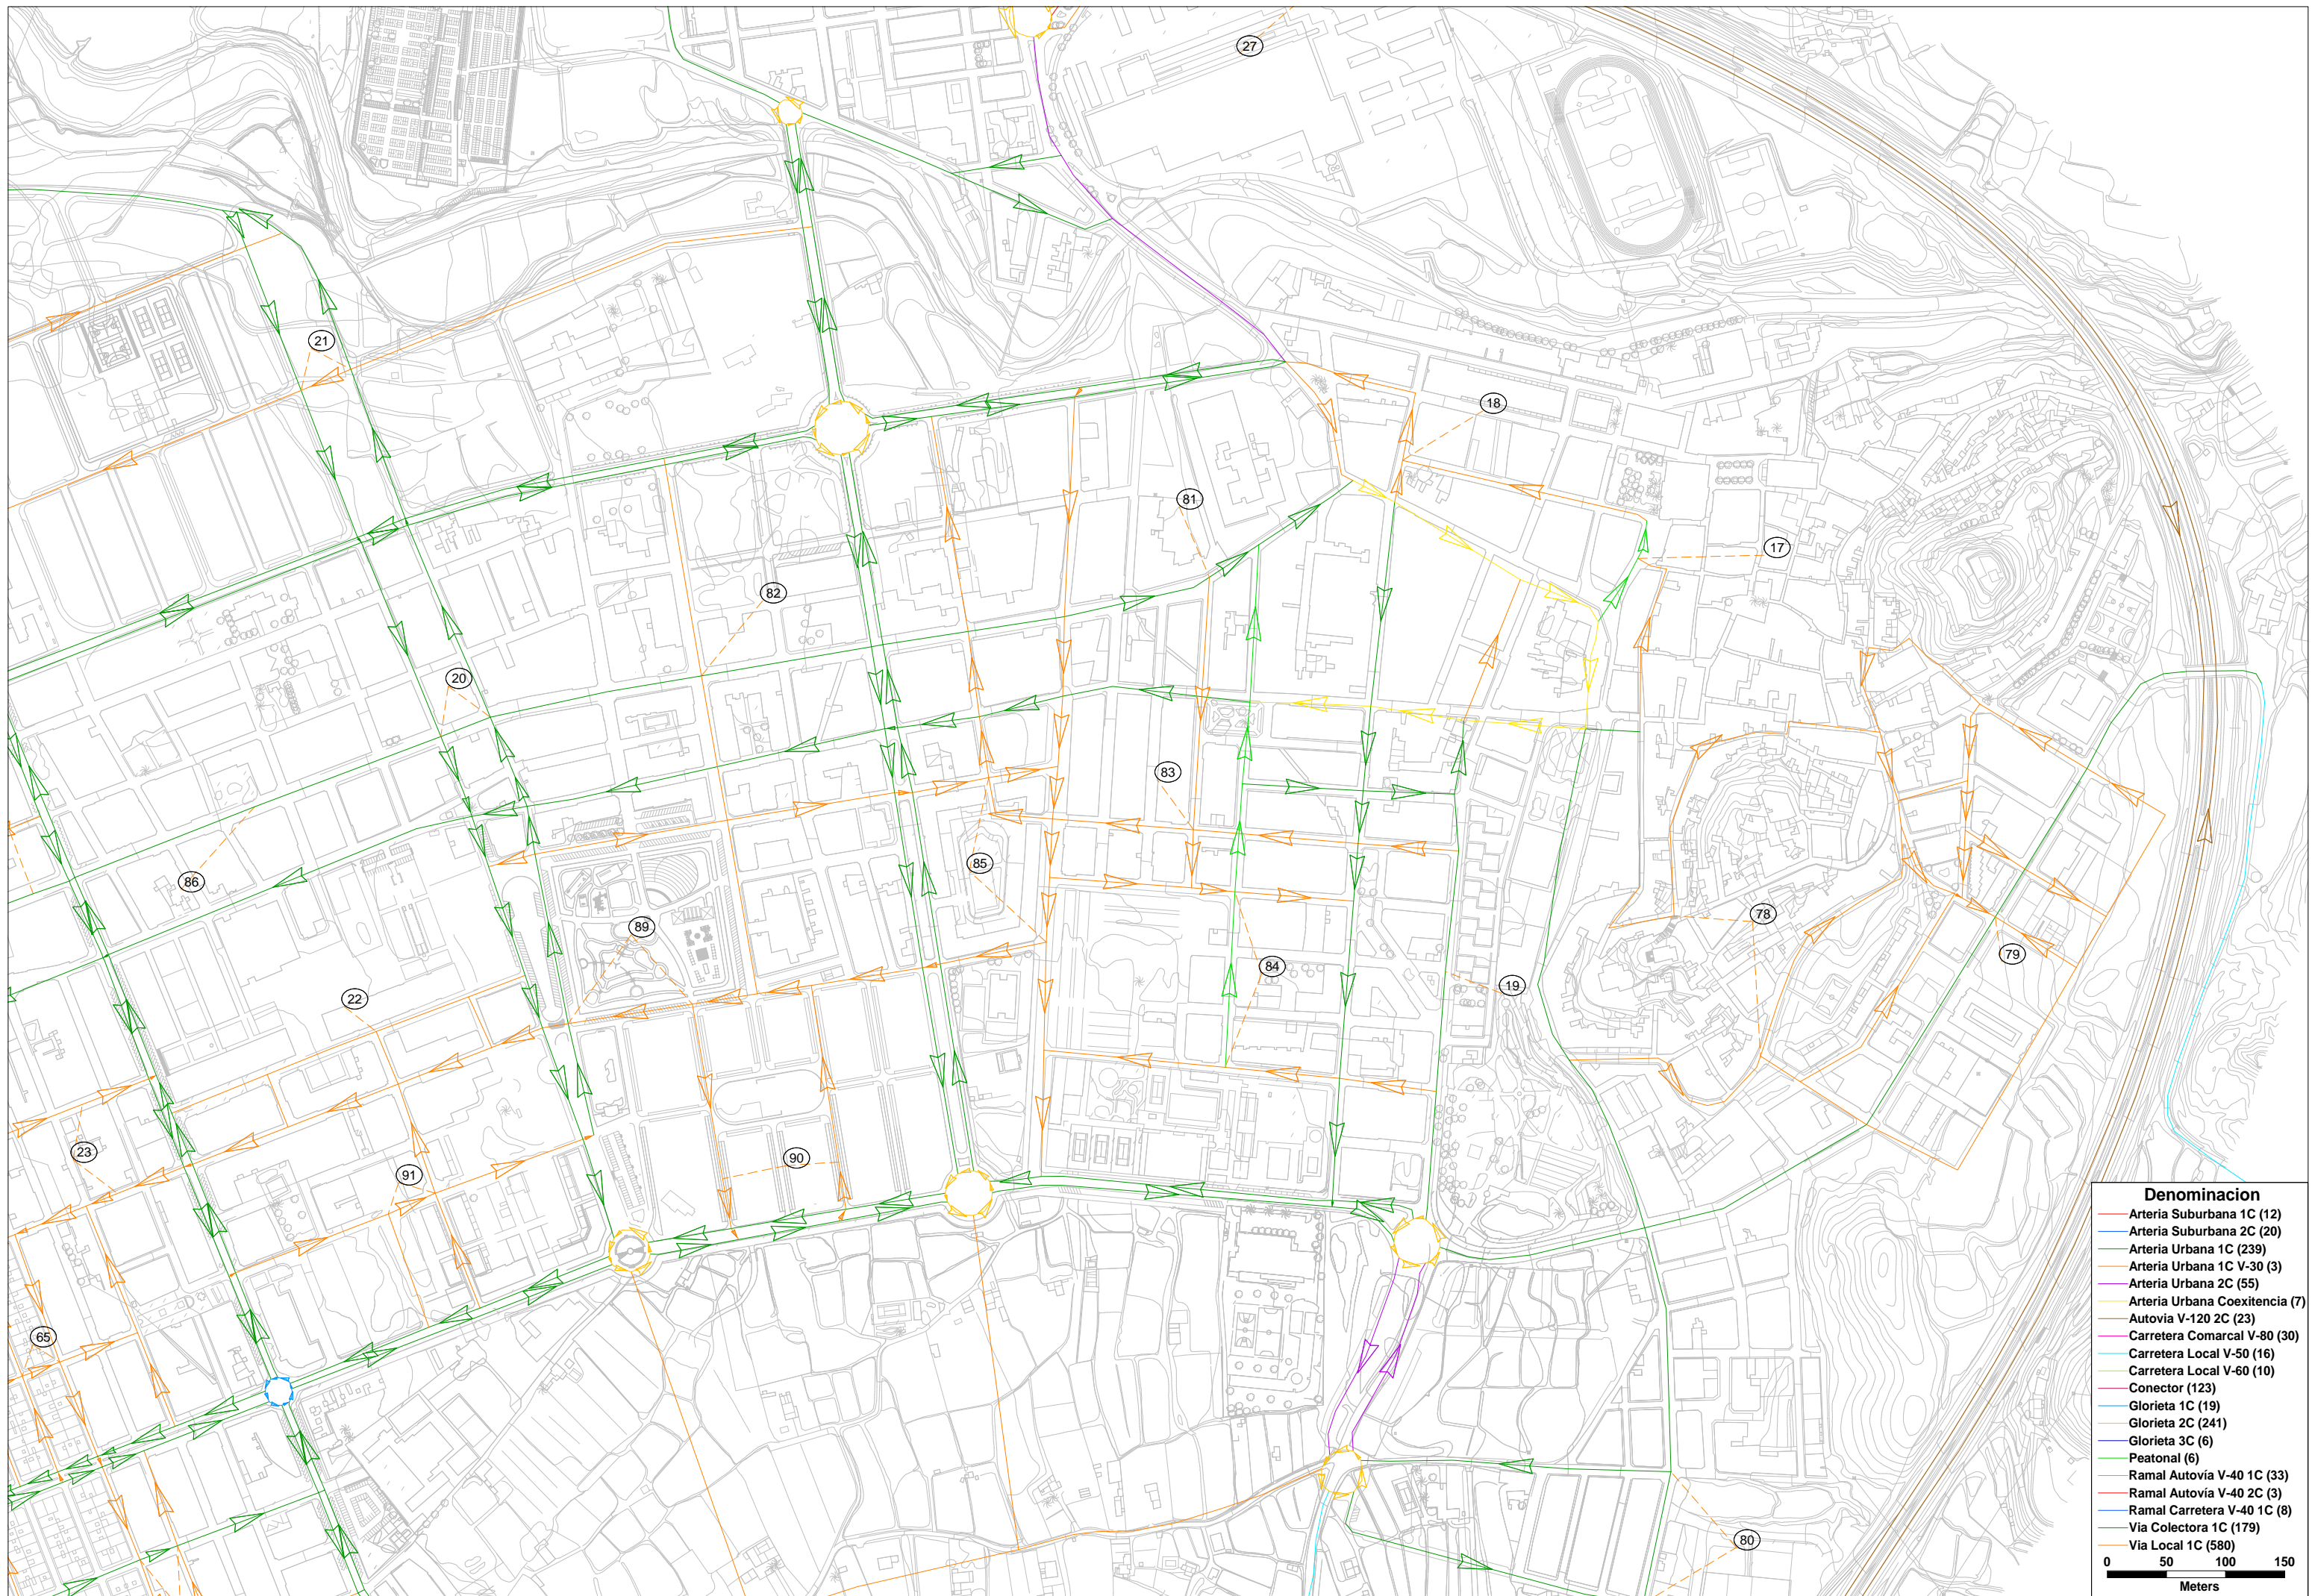 27
21
18
81
17
82
20
83
85
86
78
89
79
84
19
22
23
90
91
65
80
Denominacion
Arteria Suburbana 1C (12)
Arteria Suburbana 2C (20)
Arteria Urbana 1C (239)
Arteria Urbana 1C V-30 (3)
Arteria Urbana 2C (55)
Arteria Urbana Coexitencia (7)
Autovia V-120 2C (23)
Carretera Comarcal V-80 (30)
Carretera Local V-50 (16)
Carretera Local V-60 (10)
Conector (123)
Glorieta 1C (19)
Glorieta 2C (241)
Glorieta 3C (6)
Peatonal (6)
Ramal Autovía V-40 1C (33)
Ramal Autovía V-40 2C (3)
Ramal Carretera V-40 1C (8)
Via Colectora 1C (179)
Via Local 1C (580)
0 50 100 150
Meters